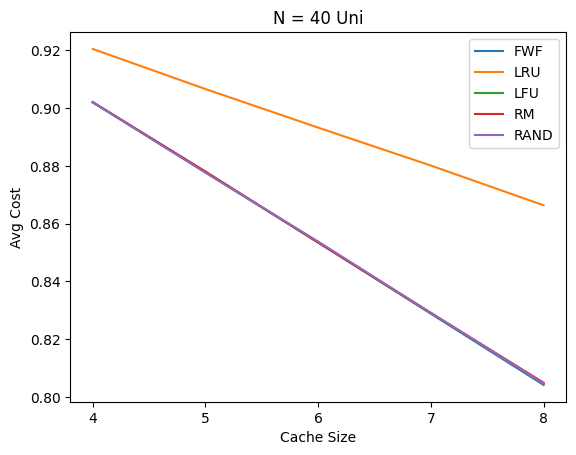 N = 40 Uni
FWF
LRU
LFU
RM
RAND
Avg Cost
0.92
0.90
0.88
0.86
0.84
0.82
0.80
4 5 6 7 8
Cache Size